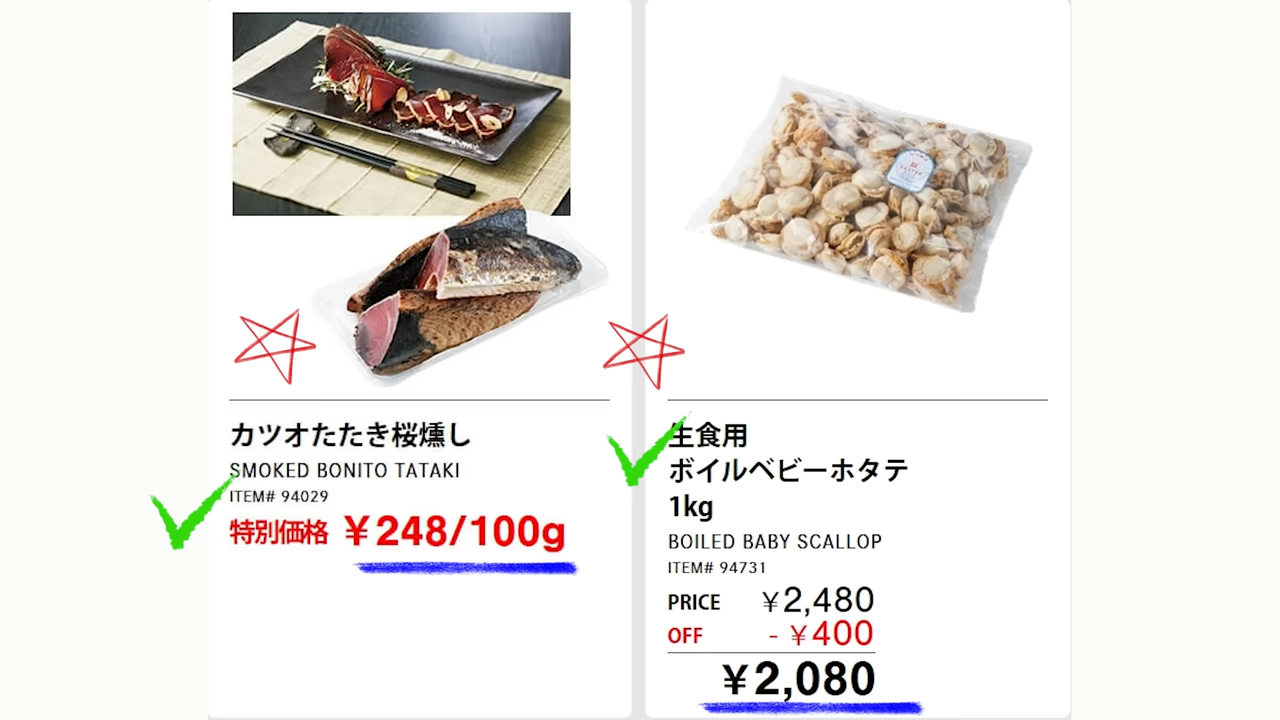 カツオたたき桜燻し
SMOKED BONITO TATAKI
ITEM# 94029
特別価格 ¥248/100g
生食用
ボイルベビーホタテ
1kg
BOILED BABY SCALLOP
ITEM# 94731
PRICE ¥2,480
OFF - ¥400
¥2,080